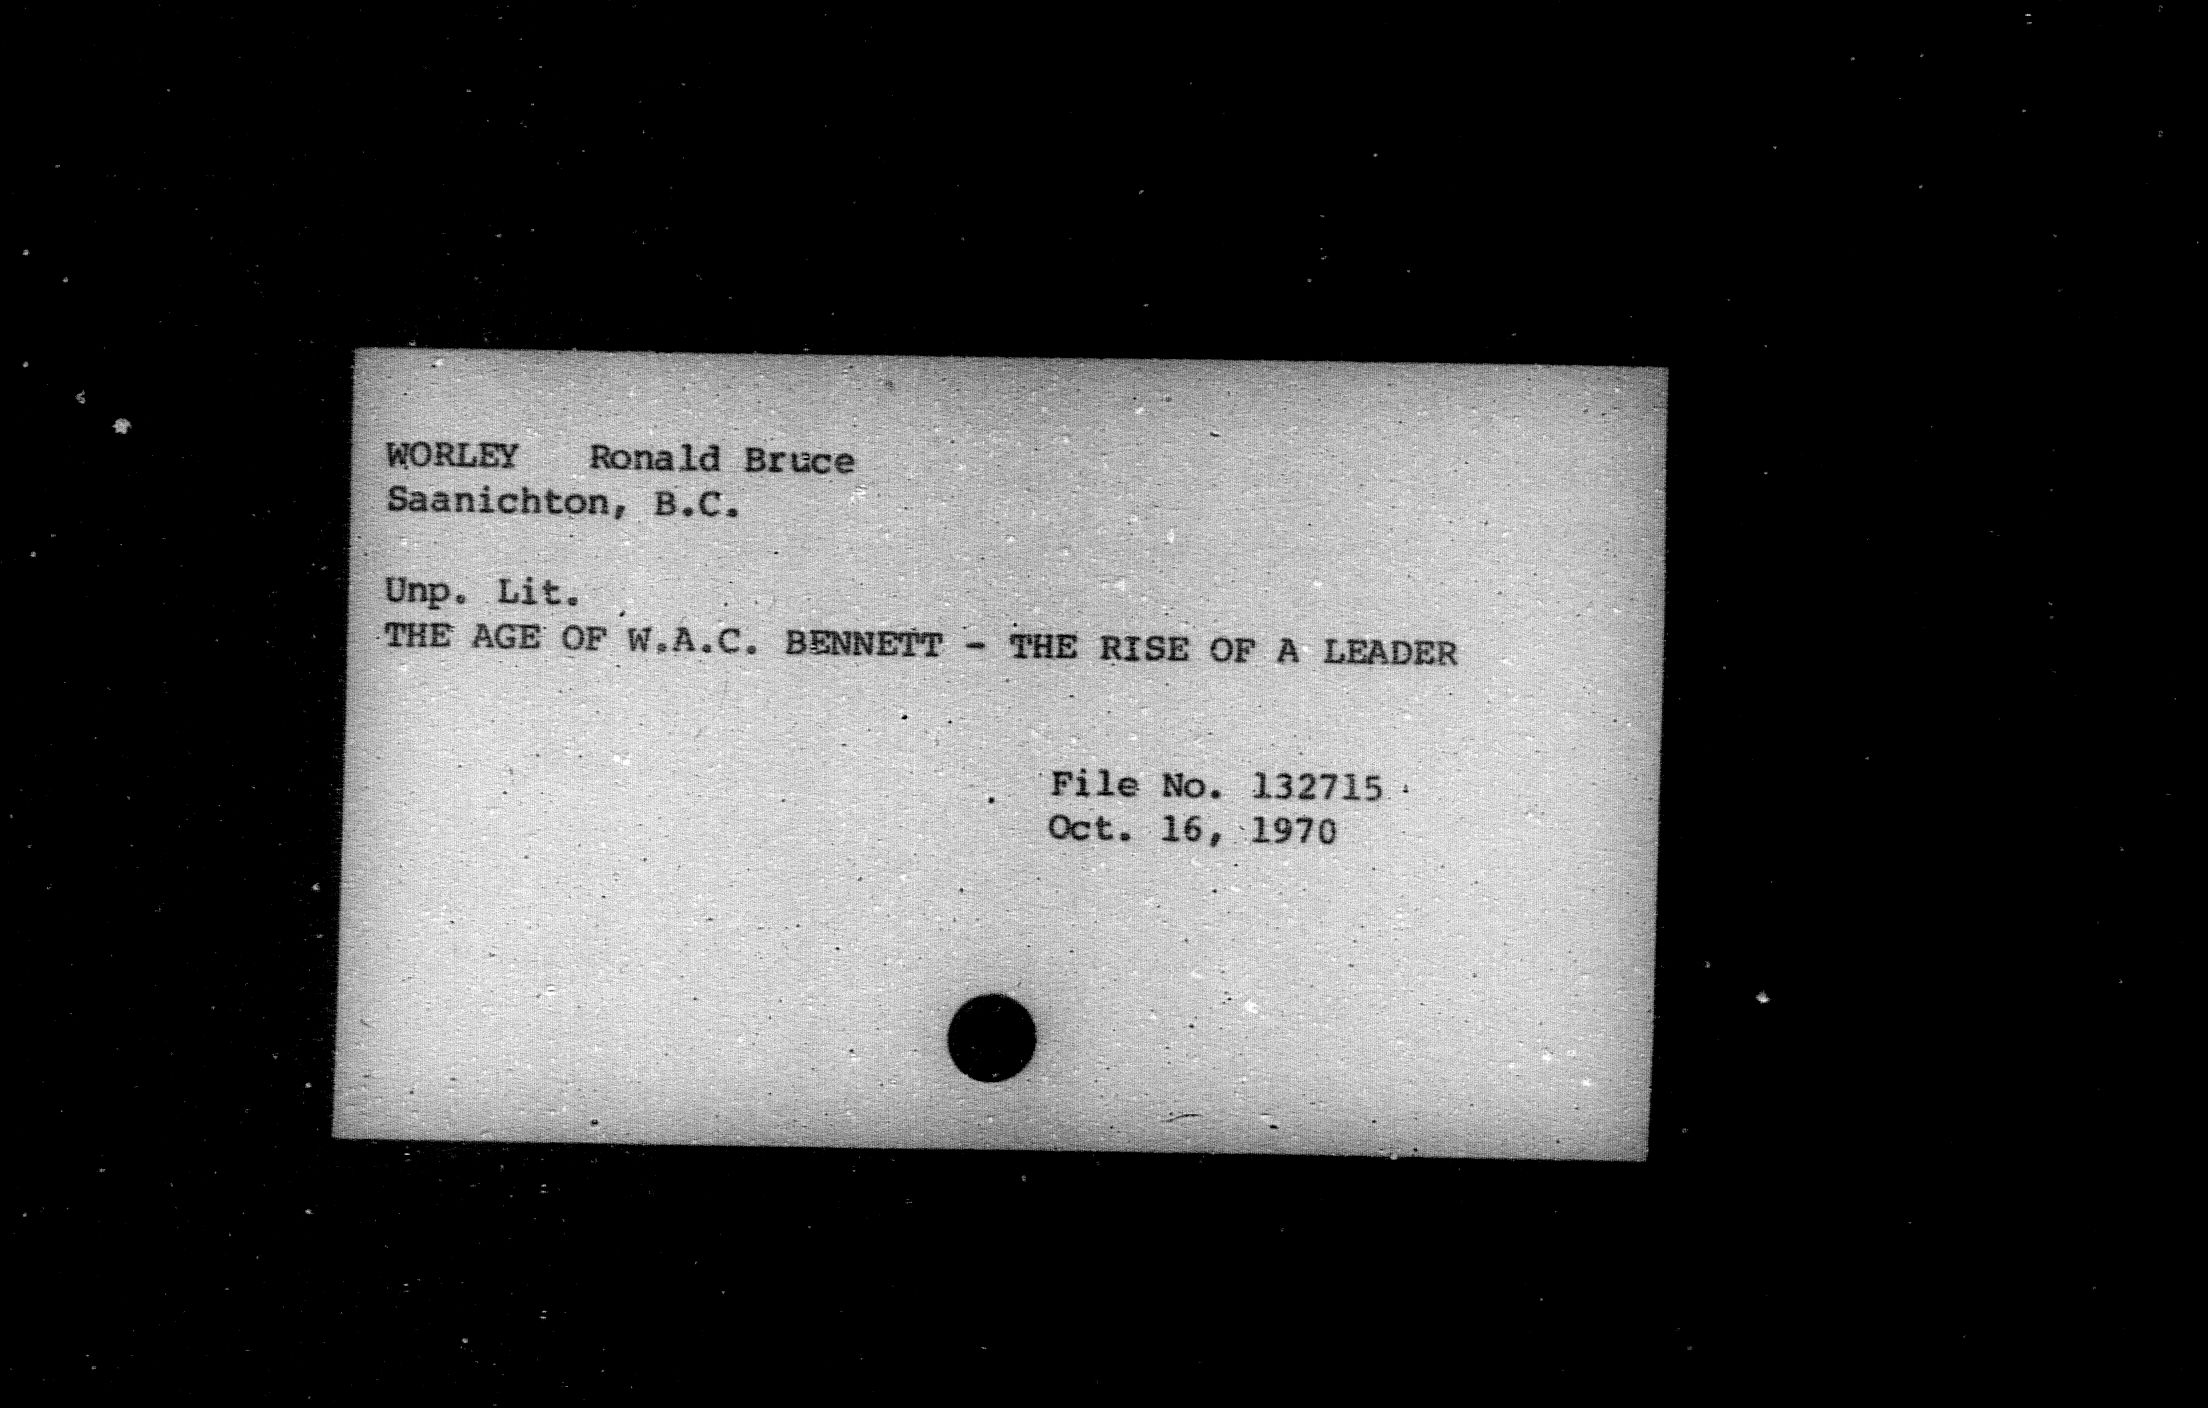 WORLEY Ronald Bruce
Saanichton, B.C.
Unp. Lit.
THE AGE OF W.A.C. BENNETT - THE RISE OF A LEADER
File No. 132715
Oct. 16, 1970